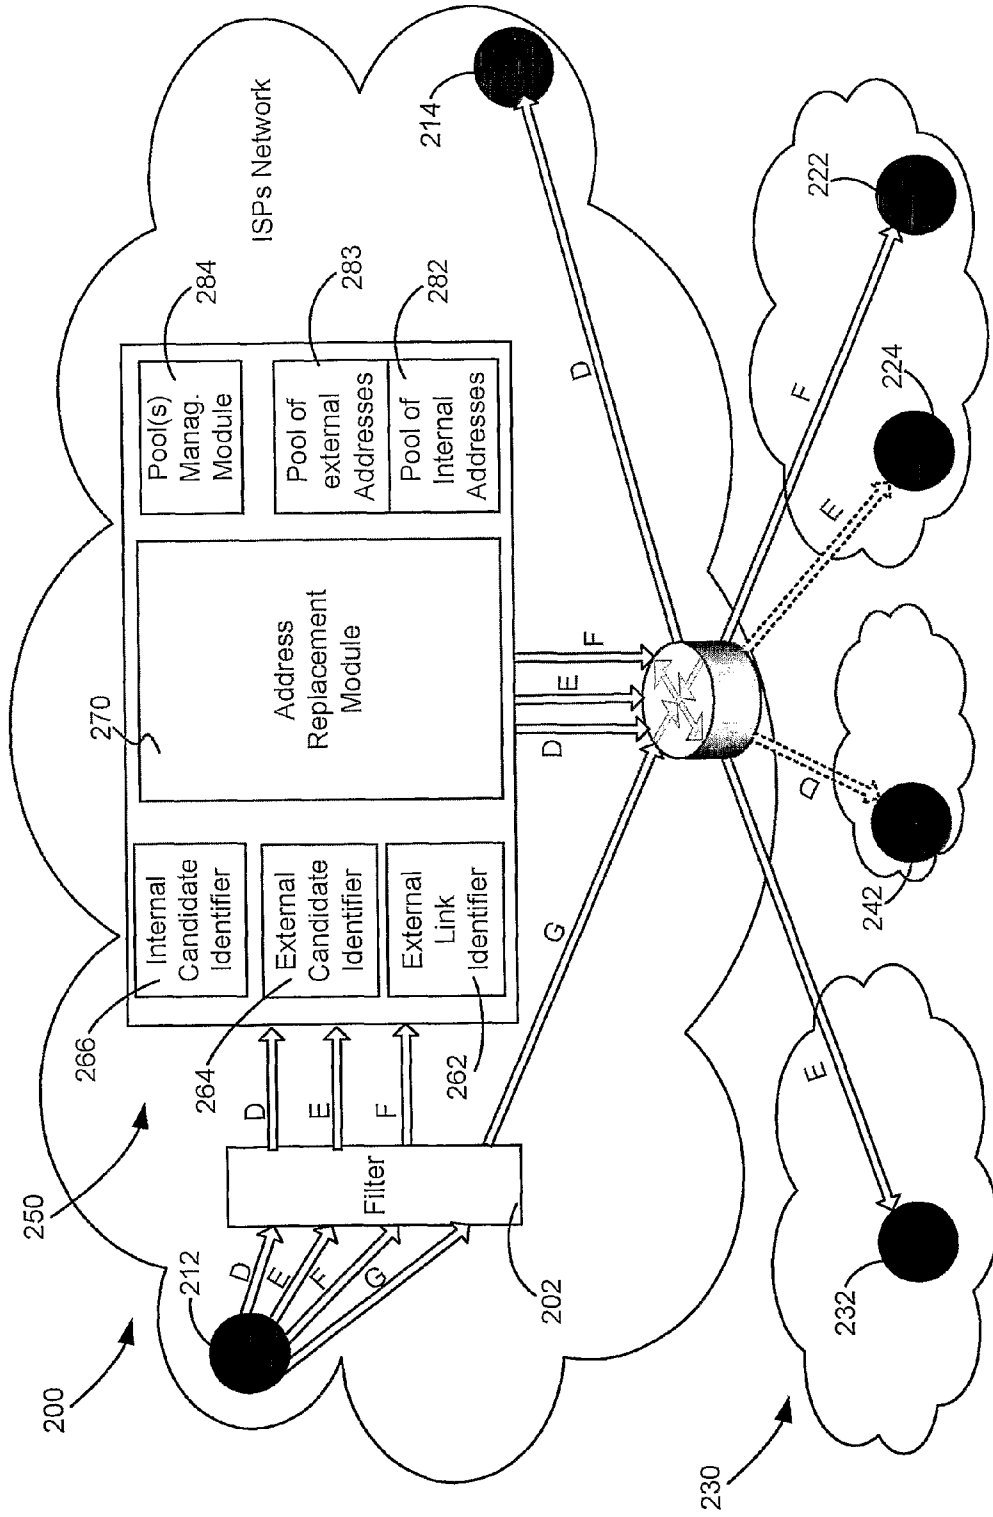 200
212
D
E
F
G
Filter
202
250
D
E
F
G
266
264
262
Internal
Candidate
Identifier
External
Candidate
Identifier
External
Link
Identifier
270
Address
Replacement
Module
Pool(s)
Manag.
Module
Pool of
external
Addresses
Pool of
Internal
Addresses
284
283
282
ISPs Network
214
D
E
F
D
F
E
D
E
222
224
242
232
230